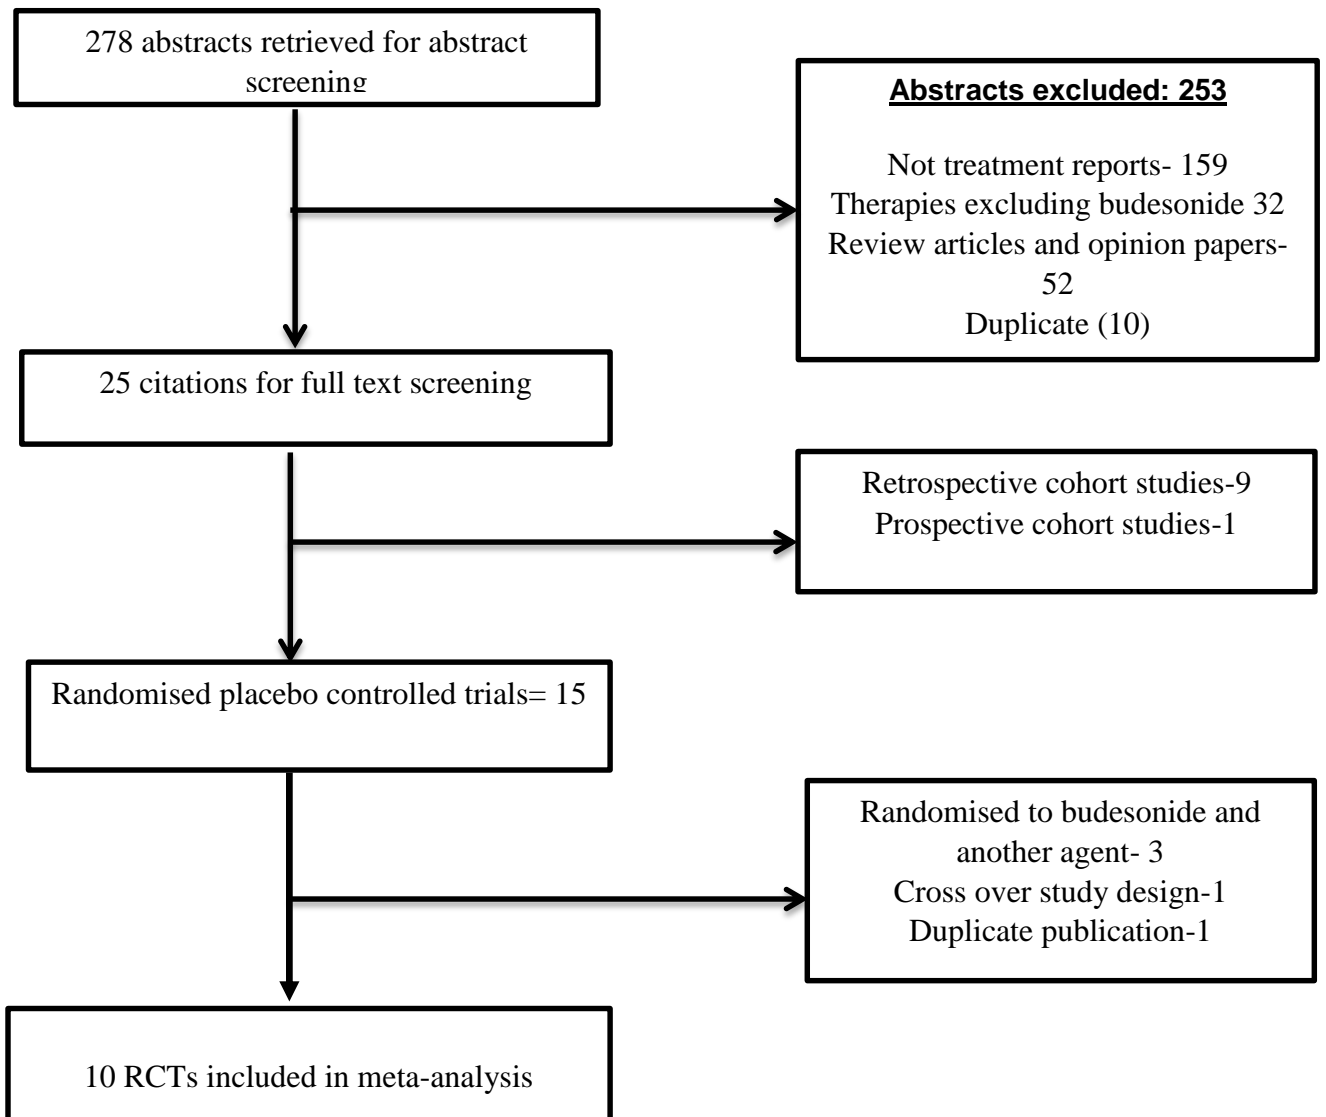 278 abstracts retrieved for abstract
screening
Abstracts excluded: 253
Not treatment reports- 159
Therapies excluding budesonide 32
Review articles and opinion papers-
52
Duplicate (10)
25 citations for full text screening
Retrospective cohort studies-9
Prospective cohort studies-1
Randomised placebo controlled trials= 15
Randomised to budesonide and
another agent- 3
Cross over study design-1
Duplicate publication-1
10 RCTs included in meta-analysis